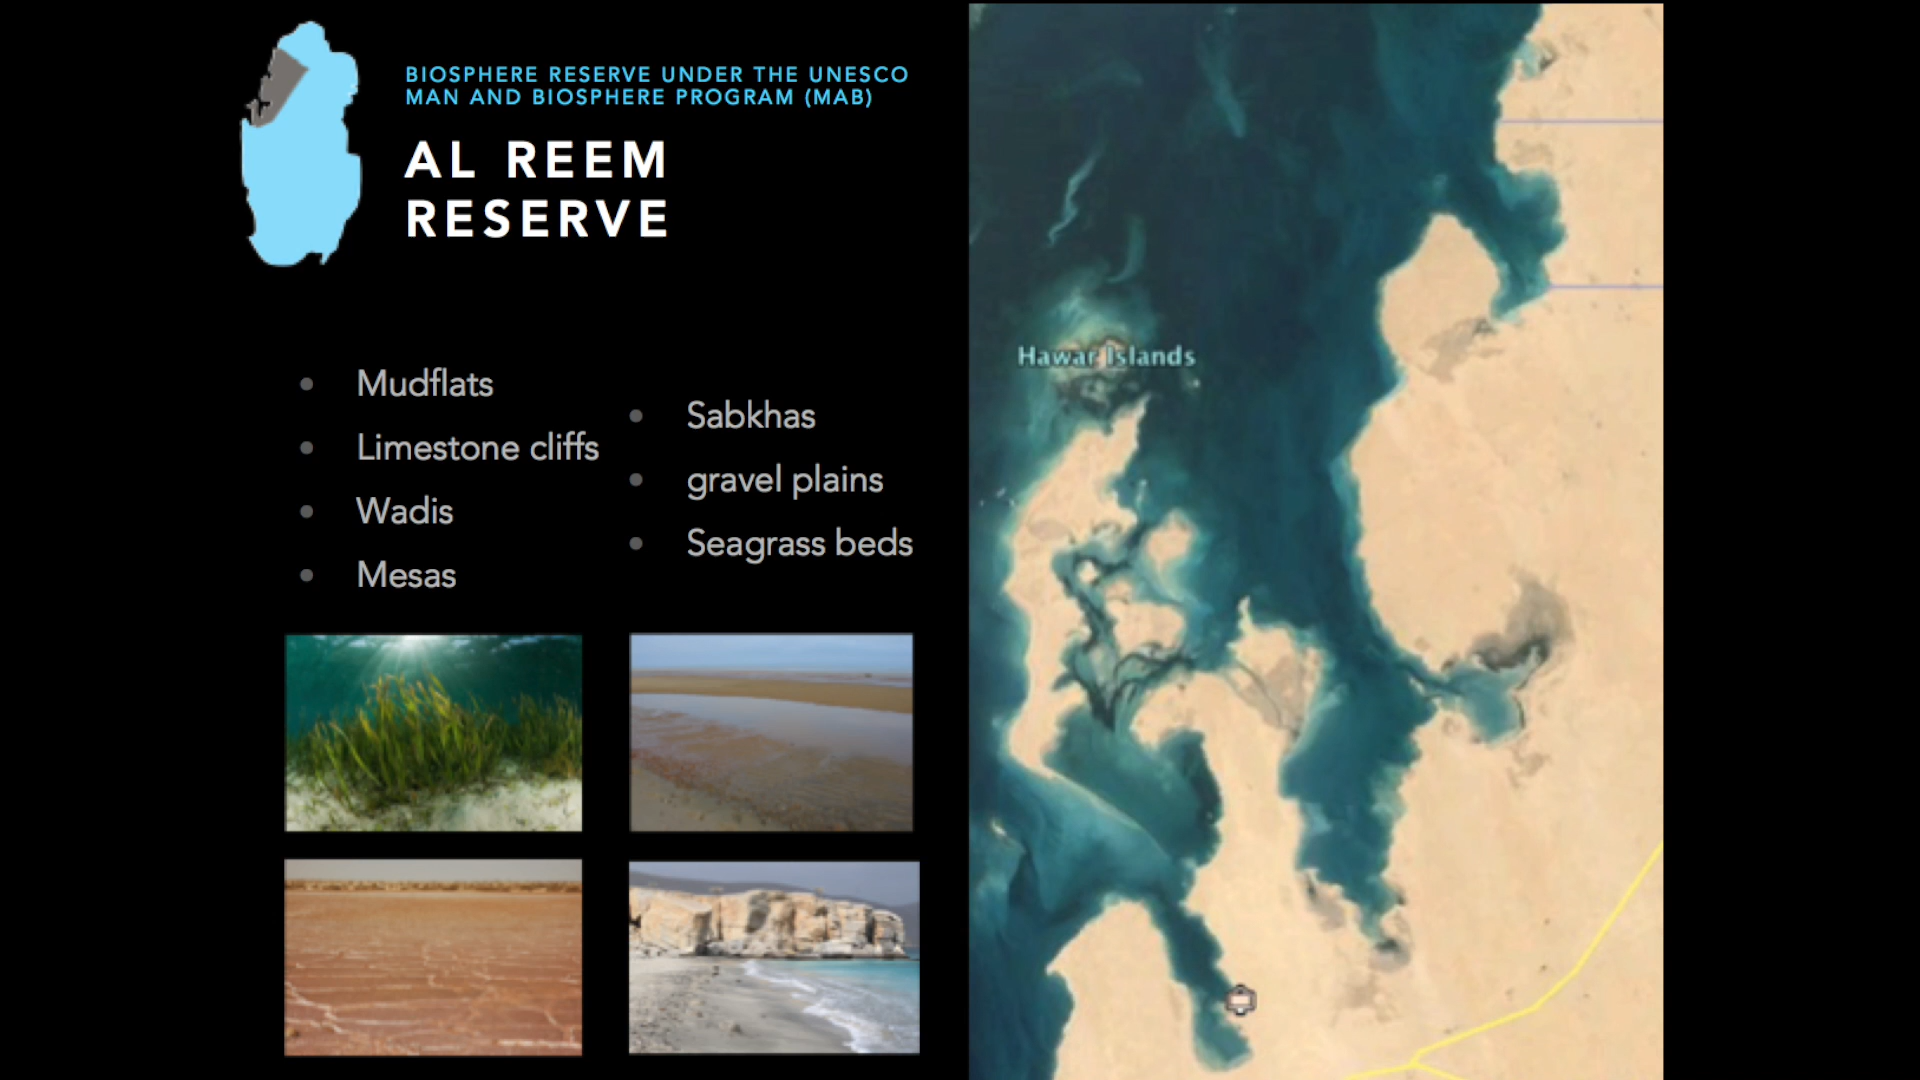 BIOSPHERE RESERVE UNDER THE UNESCO
MAN AND BIOSPHERE PROGRAM (MAB)
AL REEM
RESERVE
Mudflats
Limestone cliffs
Wadis
Mesas
Sabkhas
gravel plains
Seagrass beds
Hawar Islands